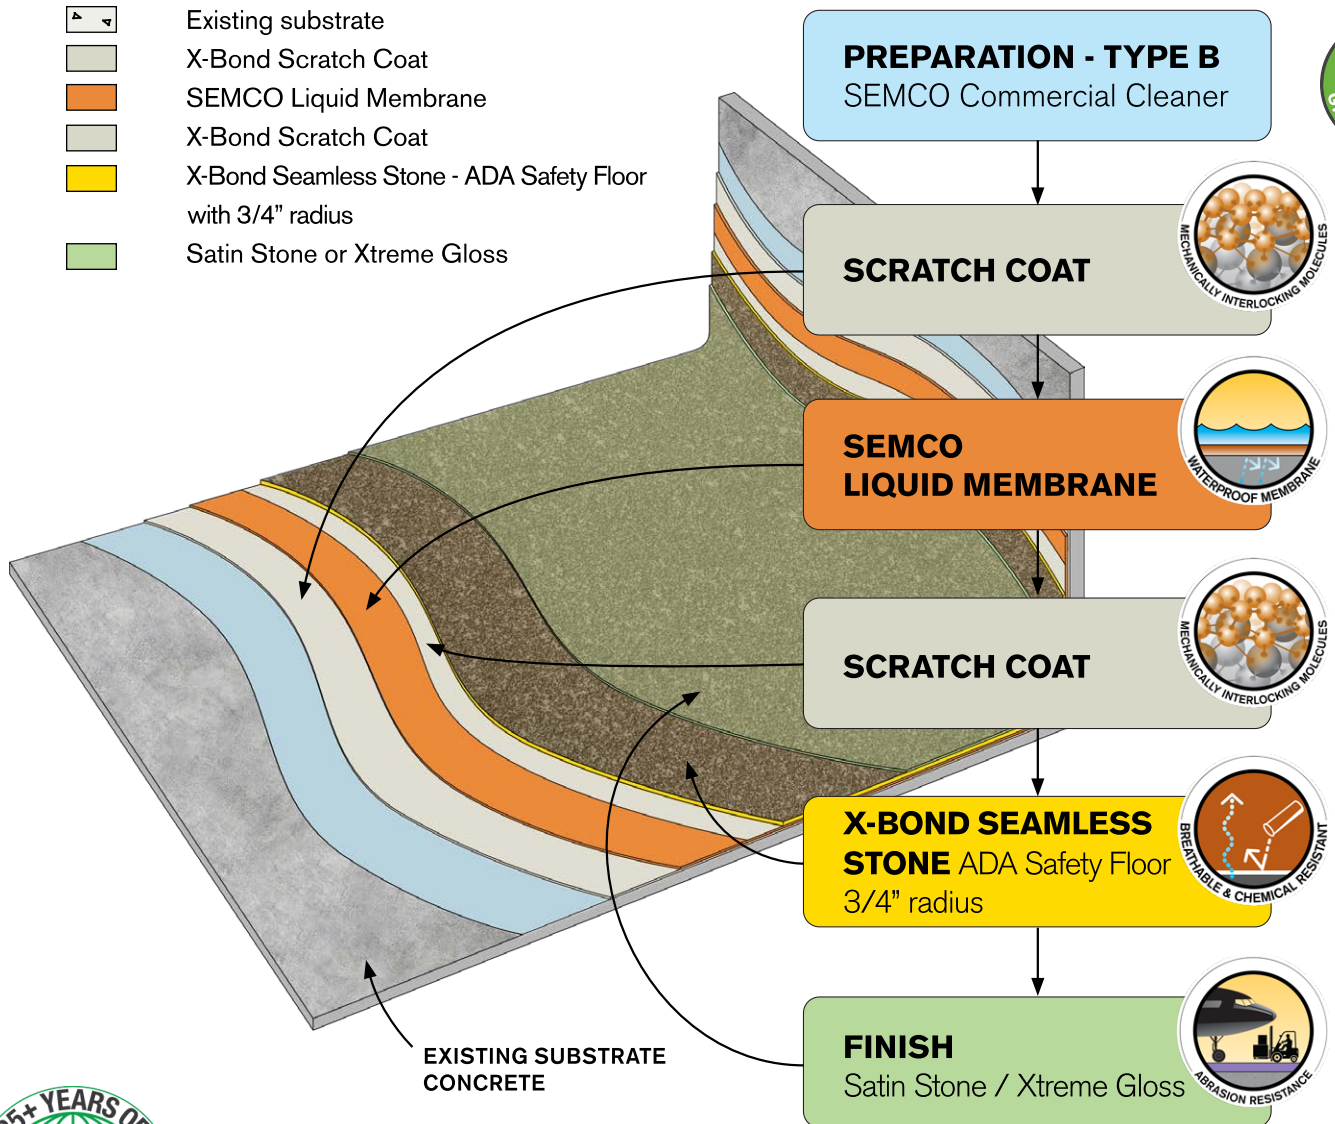 Existing substrate
X-Bond Scratch Coat
SEMCO Liquid Membrane
X-Bond Scratch Coat
X-Bond Seamless Stone - ADA Safety Floor
with 3/4” radius
Satin Stone or Xtreme Gloss
PREPARATION - TYPE B
SEMCO Commercial Cleaner
SCRATCH COAT
MECHANICALLY INTERLOCKING MOLECULES
SEMCO
LIQUID MEMBRANE
WATERPROOF MEMBRANE
SCRATCH COAT
MECHANICALLY INTERLOCKING MOLECULES
X-BOND SEAMLESS
STONE ADA Safety Floor
3/4” radius
BREATHABLE & CHEMICAL RESISTANT
FINISH
Satin Stone / Xtreme Gloss
ABRASION RESISTANCE
EXISTING SUBSTRATE
CONCRETE
YEARS OF